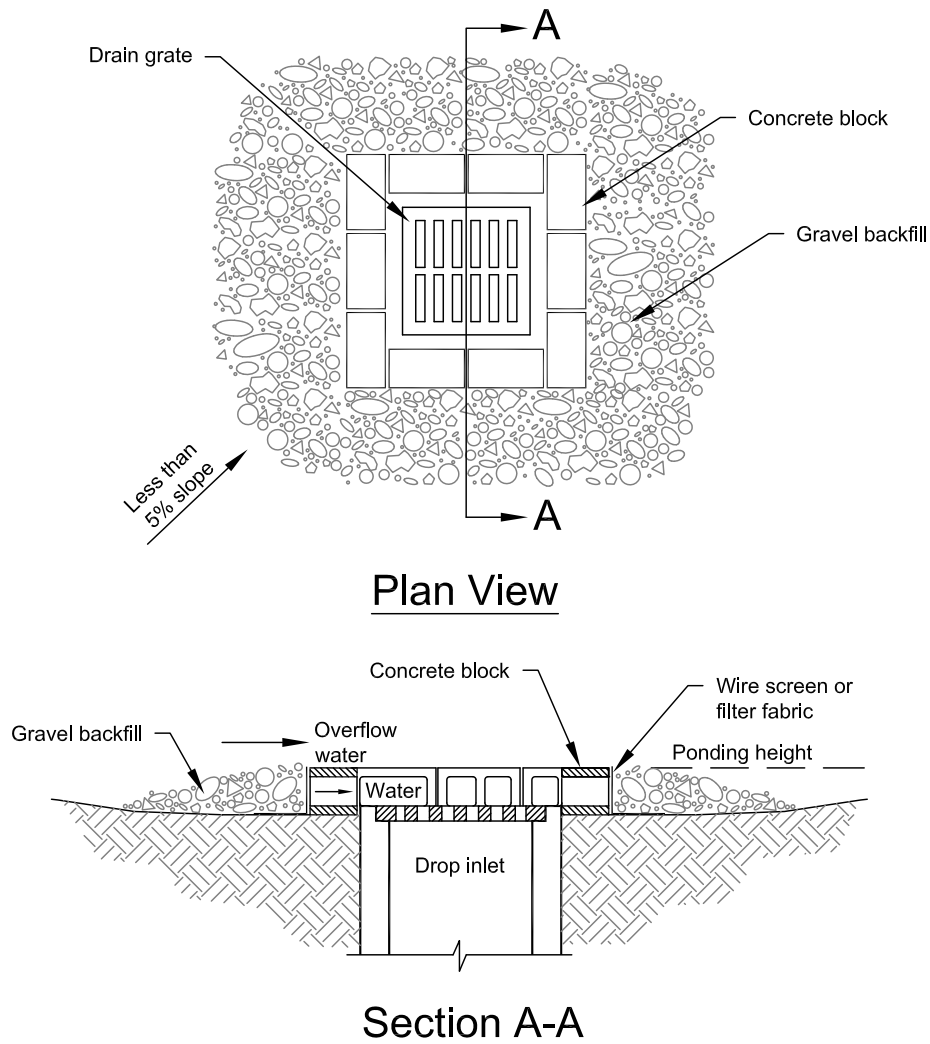 A
Drain grate
Concrete block
Gravel backfill
Less than
5% slope
A
Plan View
Concrete block
Wire screen or
filter fabric
Gravel backfill
Overflow
water
Ponding height
Water
Drop inlet
Section A-A